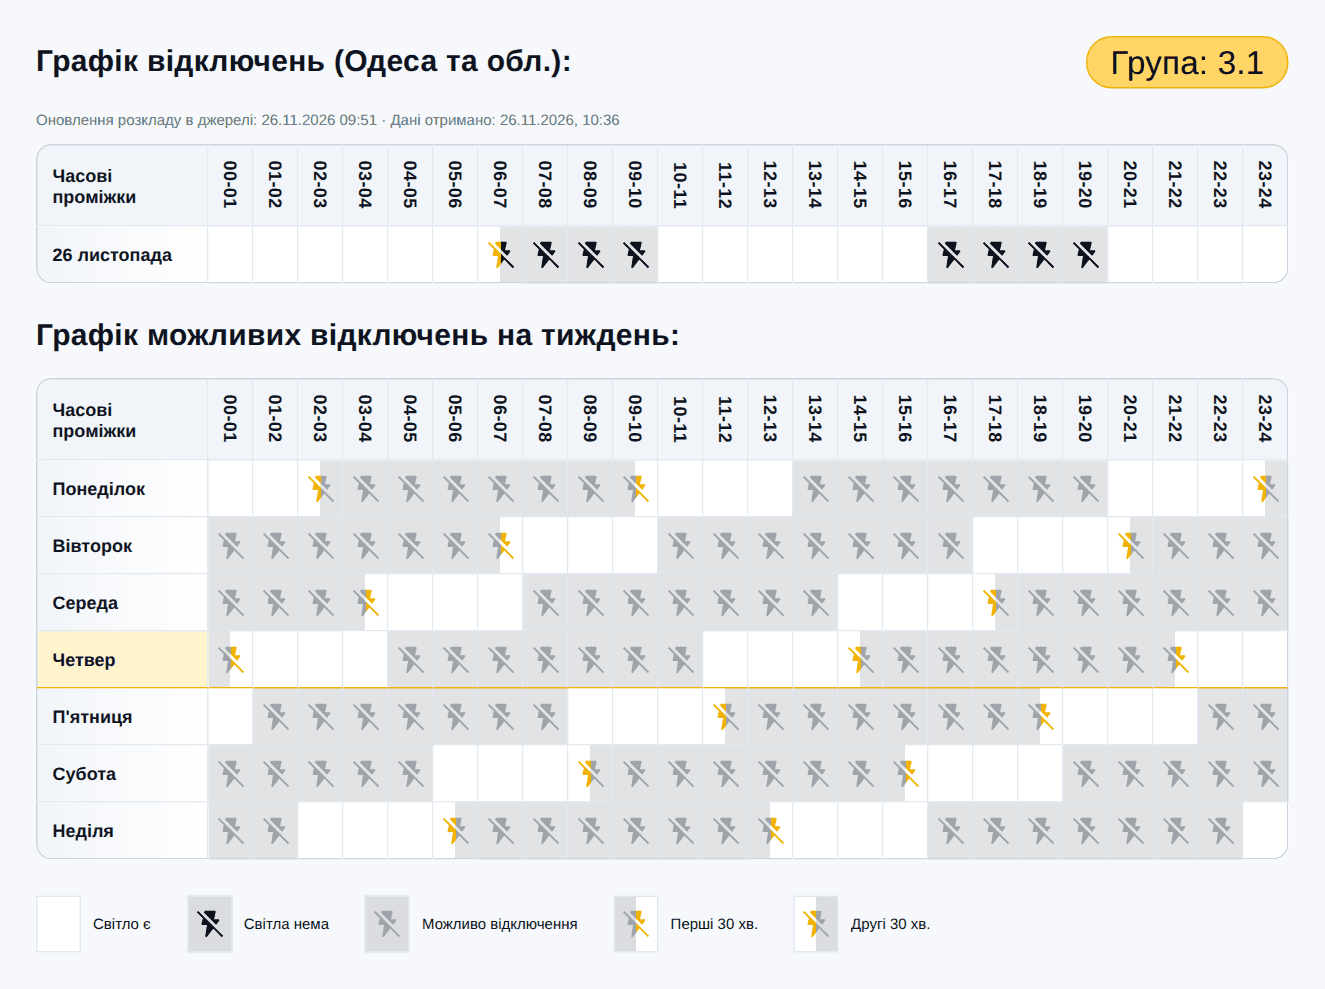 Графік відключень (Одеса та обл.):
Група: 3.1
Оновлення розкладу в джерелі: 26.11.2026 09:51 · Дані отримано: 26.11.2026, 10:36
Часові
проміжки
00-01 01-02 02-03 03-04 04-05 05-06 06-07 07-08 08-09 09-10 10-11 11-12 12-13 13-14 14-15 15-16 16-17 17-18 18-19 19-20 20-21 21-22 22-23 23-24
26 листопада
Графік можливих відключень на тиждень:
Часові
проміжки
00-01 01-02 02-03 03-04 04-05 05-06 06-07 07-08 08-09 09-10 10-11 11-12 12-13 13-14 14-15 15-16 16-17 17-18 18-19 19-20 20-21 21-22 22-23 23-24
Понеділок
Вівторок
Середа
Четвер
П'ятниця
Субота
Неділя
Світло є
Світла нема
Можливо відключення
Перші 30 хв.
Другі 30 хв.